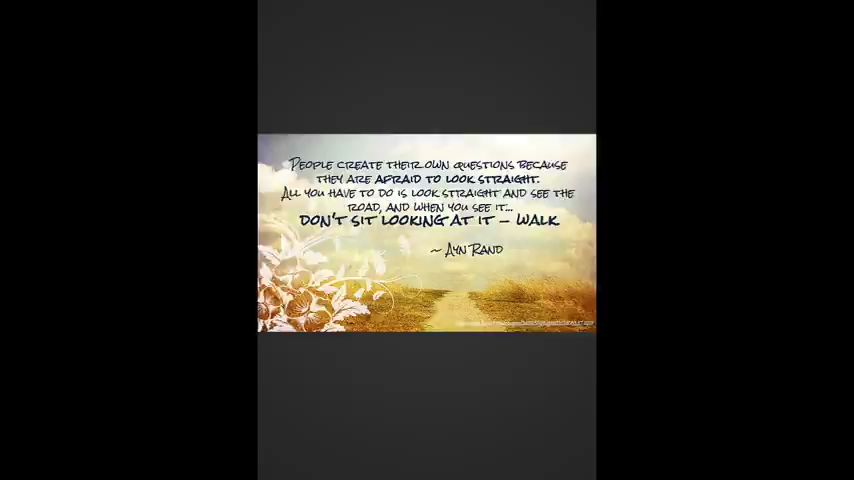 People create their own questions because
they are afraid to look straight.
All you have to do is look straight and see the
road, and when you see it...
don't sit looking at it – walk.
~ Ayn Rand